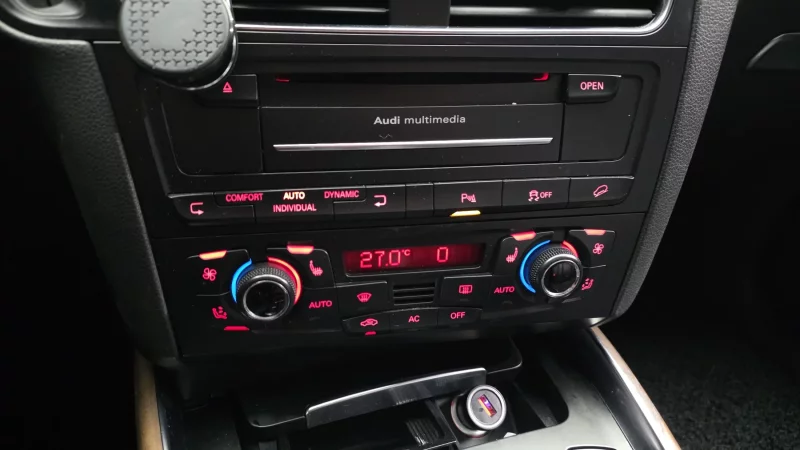 OPEN
Audi multimedia
COMFORT AUTO DYNAMIC
INDIVIDUAL
P OFF
27.0°C 0
AUTO AUTO
AC OFF